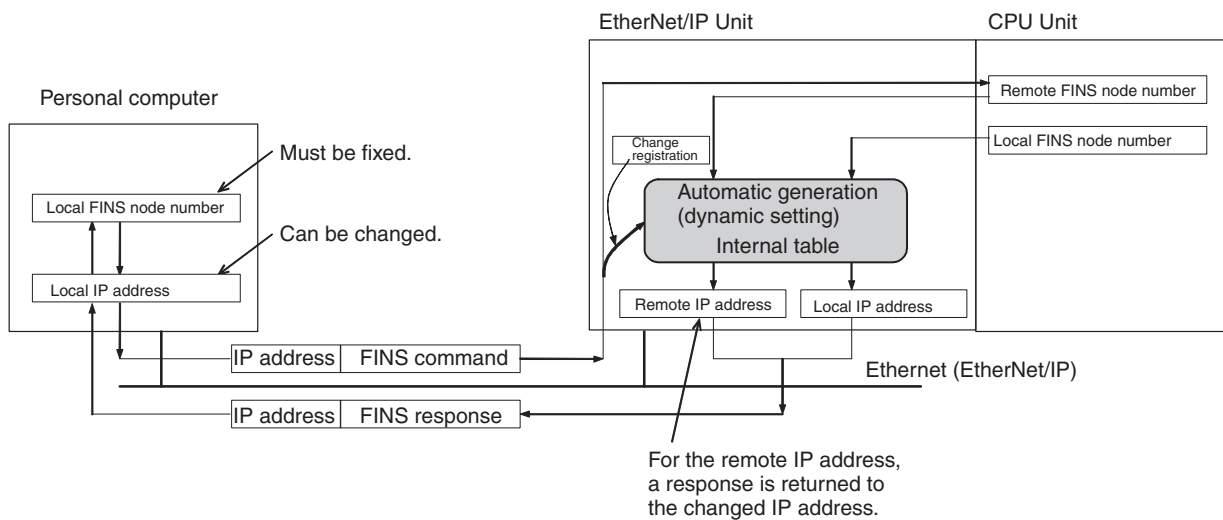 EtherNet/IP Unit
CPU Unit
Personal computer
Remote FINS node number
Local FINS node number
Change
registration
Must be fixed.
Automatic generation
(dynamic setting)
Internal table
Local FINS node number
Can be changed.
Local IP address
Remote IP address
Local IP address
IP address
FINS command
Ethernet (EtherNet/IP)
IP address
FINS response
For the remote IP address,
a response is returned to
the changed IP address.